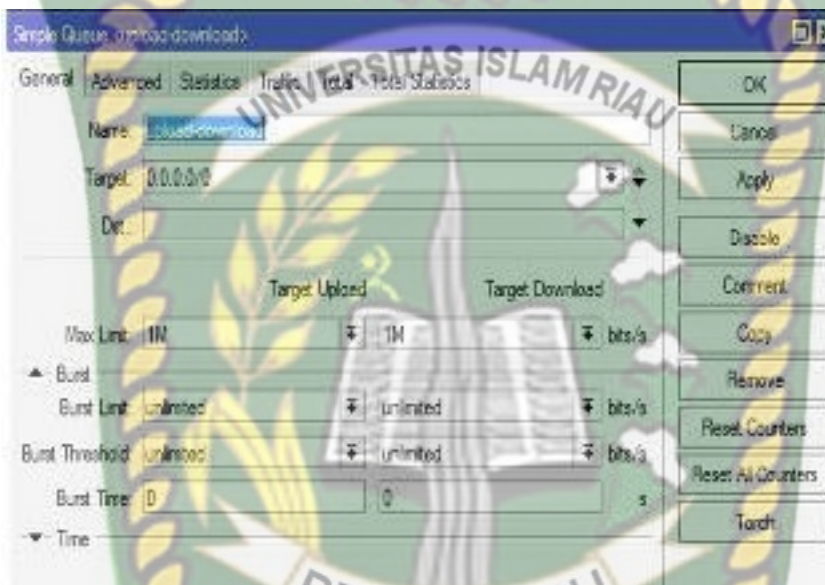 Simple Queue <upload-download>
General Advanced Statistics Traffic Total Total Statistics
UNIVERSITAS ISLAM RIAU
Name: upload-download
Target: 0.0.0.0/0
Dst.:
Target Upload Target Download
Max Limit: 1M 1M bits/s
Burst
Burst Limit: unlimited unlimited bits/s
Burst Threshold: unlimited unlimited bits/s
Burst Time: 0 0 s
Time
OK
Cancel
Apply
Disable
Comment
Copy
Remove
Reset Counters
Reset All Counters
Torch